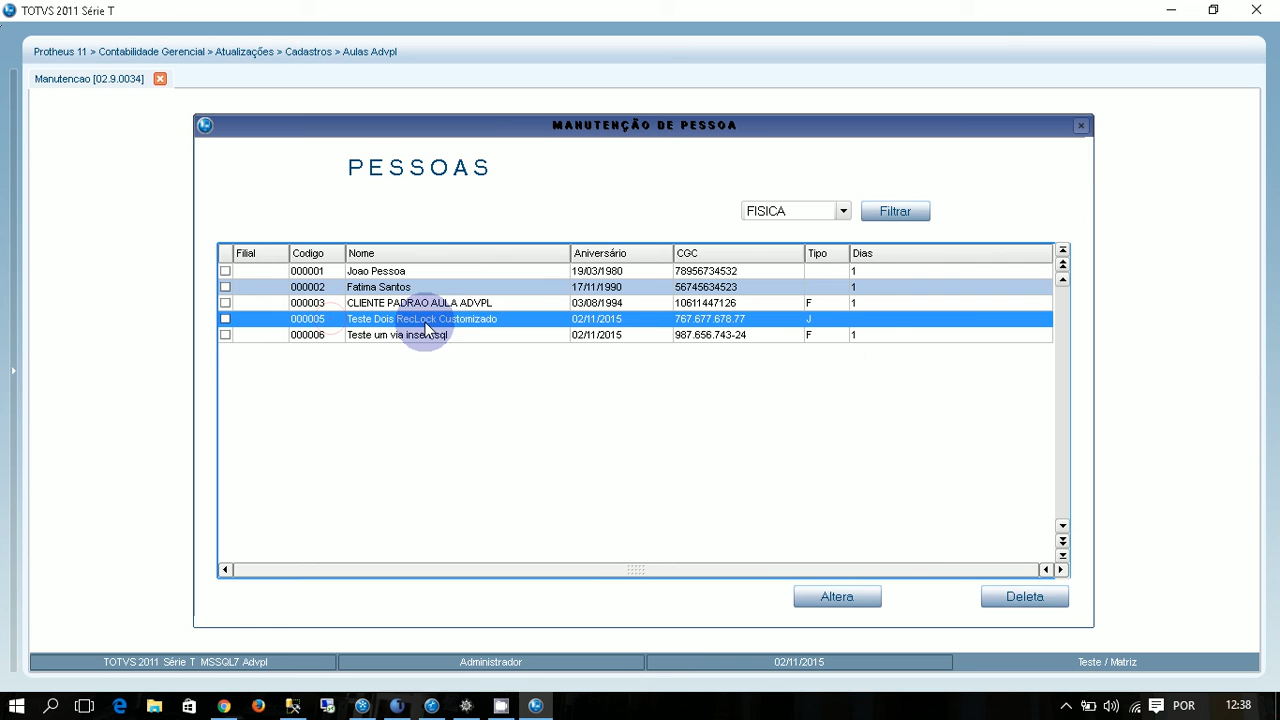 TOTVS 2011 Série T
Protheus 11 > Contabilidade Gerencial > Atualizações > Cadastros > Aulas Advpl
Manutencao [02.9.0034]
MANUTENÇÃO DE PESSOA
PESSOAS
FISICA Filtrar
Filial Codigo Nome Aniversário CGC Tipo Dias
000001 Joao Pessoa 19/03/1980 78956734532 1
000002 Fatima Santos 17/11/1990 56745634523 1
000003 CLIENTE PADRAO AULA ADVPL 03/08/1994 10611447126 F 1
000005 Teste Dois RecLock Customizado 02/11/2015 767.677.678.77 J
000006 Teste um via insertsql 02/11/2015 987.656.743-24 F 1
Altera Deleta
TOTVS 2011 Série T MSSQL7 Advpl Administrador 02/11/2015 Teste / Matriz
POR 12:38